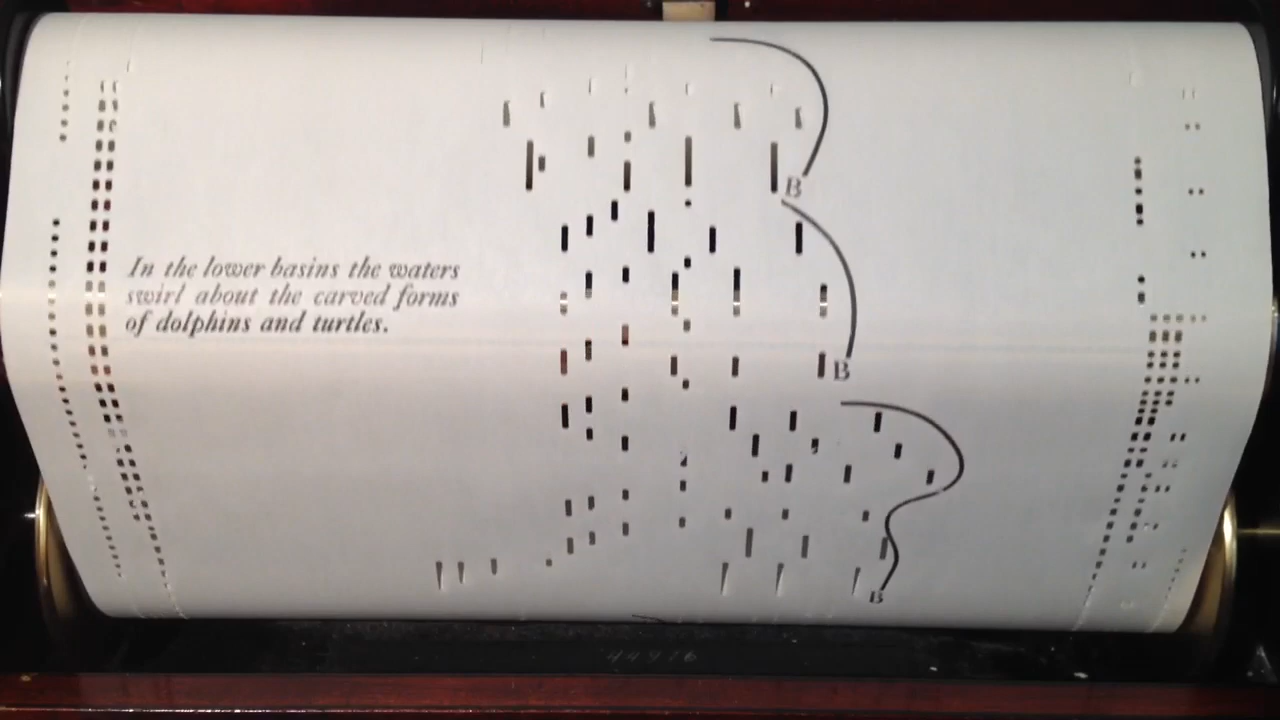 B
B
In the lower basins the waters
swirl about the carved forms
of dolphins and turtles.
B